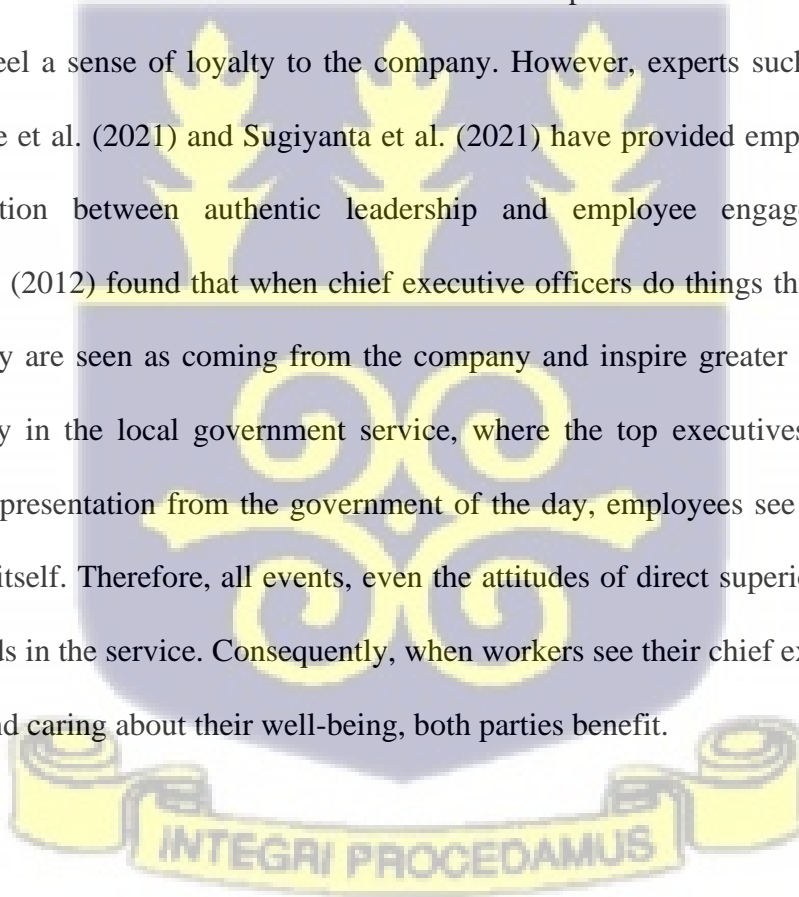 eel a sense of loyalty to the company. However, experts such
e et al. (2021) and Sugiyanta et al. (2021) have provided emp
tion between authentic leadership and employee engag
(2012) found that when chief executive officers do things th
y are seen as coming from the company and inspire greater
y in the local government service, where the top executives
presentation from the government of the day, employees see
itself. Therefore, all events, even the attitudes of direct superi
ls in the service. Consequently, when workers see their chief ex
nd caring about their well-being, both parties benefit.
INTEGRI PROCEDAMUS